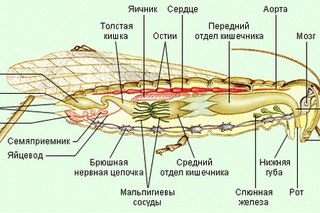 Яичник Сердце
Толстая кишка
Остии
Передний отдел кишечника
Аорта
Мозг
Семяприемник
Яйцевод
Брюшная нервная цепочка
Мальпигиевы сосуды
Средний отдел кишечника
Слюнная железа
Нижняя губа
Рот